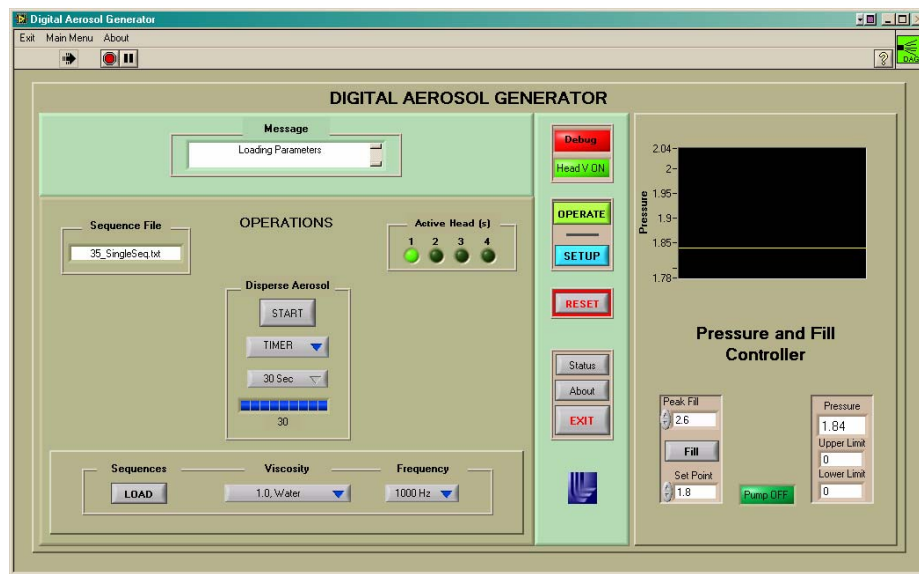 Digital Aerosol Generator
Exit Main Menu About
?
DAG
DIGITAL AEROSOL GENERATOR
Message
Loading Parameters
OPERATIONS
Sequence File
35_SingleSeq.txt
Active Head (s)
1 2 3 4
Disperse Aerosol
START
TIMER
30 Sec
30
Sequences
LOAD
Viscosity
1.0, Water
Frequency
1000 Hz
Debug
Head V ON
OPERATE
SETUP
RESET
Status
About
EXIT
Pressure
2.04
2
1.95
1.9
1.85
1.78
Pressure and Fill
Controller
Peak Fill
2.6
Fill
Set Point
1.8
Pump OFF
Pressure
1.84
Upper Limit
0
Lower Limit
0